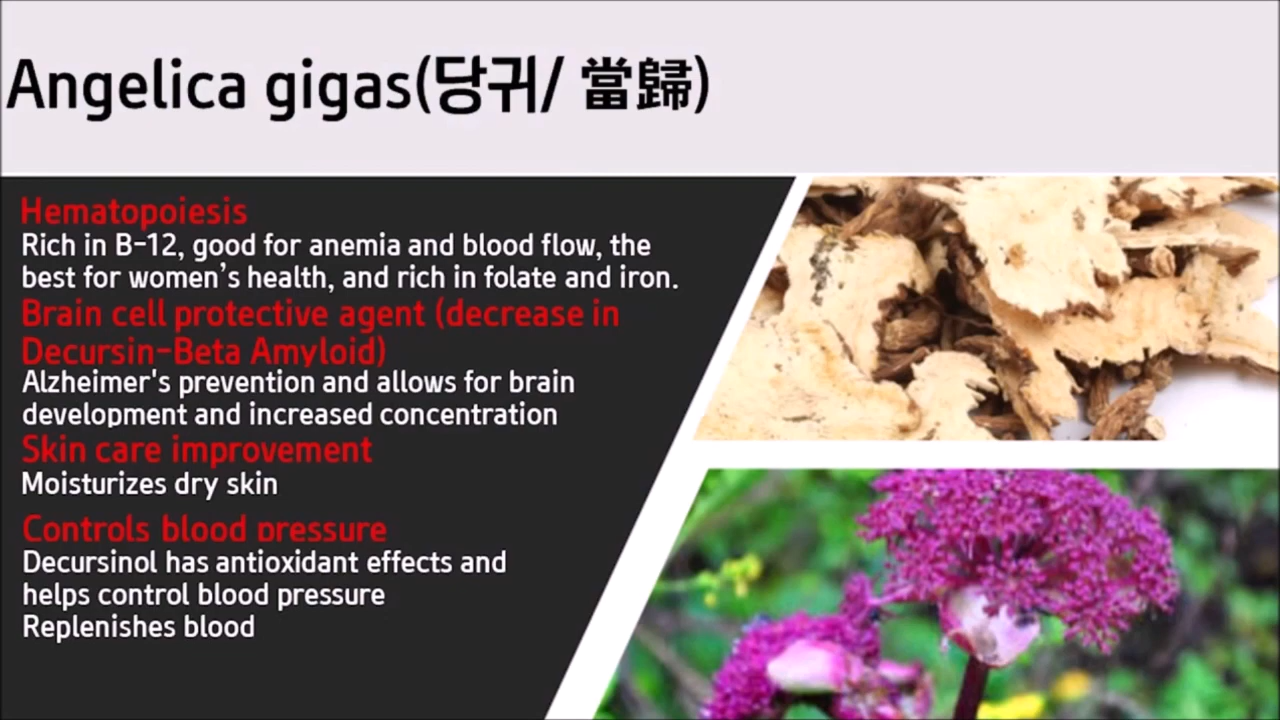 Angelica gigas(당귀/ 當歸)
Hematopoiesis
Rich in B-12, good for anemia and blood flow, the
best for women's health, and rich in folate and iron.
Brain cell protective agent (decrease in
Decursin-Beta Amyloid)
Alzheimer's prevention and allows for brain
development and increased concentration
Skin care improvement
Moisturizes dry skin
Controls blood pressure
Decursinol has antioxidant effects and
helps control blood pressure
Replenishes blood